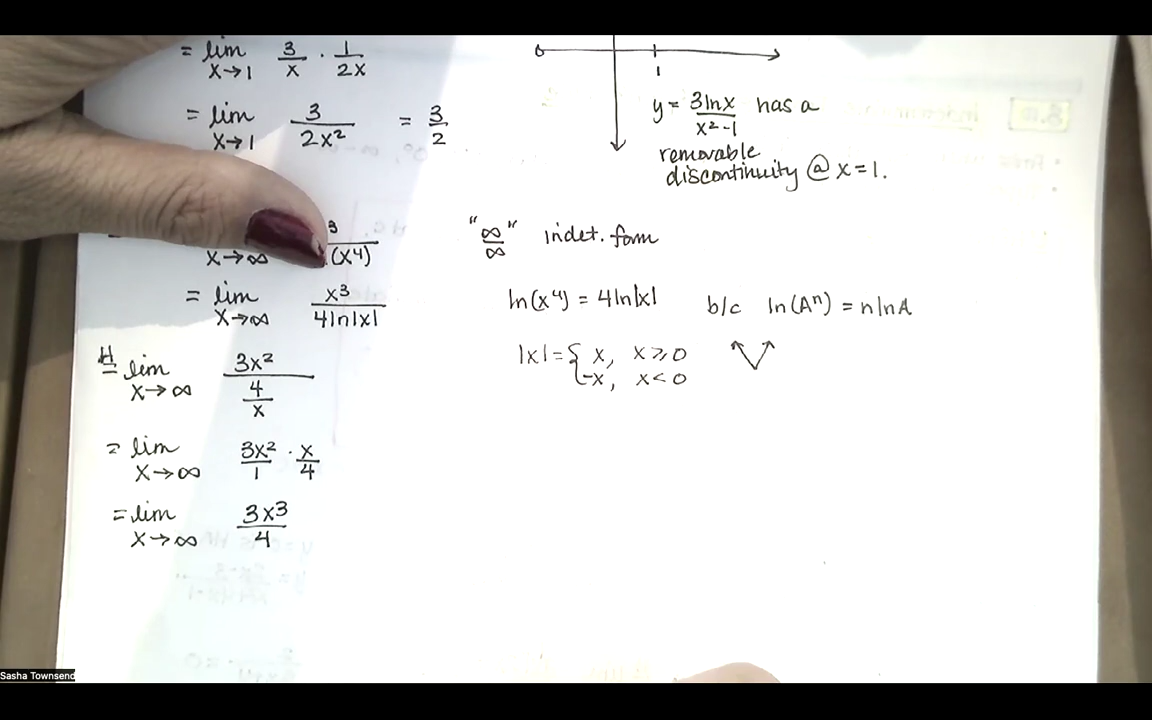 = lim x→1 3/x · 1/2x
= lim x→1 3/2x² = 3/2
1
y = 3lnx/x²-1 has a
removable
discontinuity @ x=1.
x→∞ 3/(x⁴) "∞/∞" indet. form
= lim x→∞ x³/4ln|x|
ln(x⁴) = 4ln|x| b/c ln(Aⁿ) = nlnA
|x| = { x, x ≥ 0
-x, x < 0
H= lim x→∞ 3x²/(4/x)
= lim x→∞ 3x²/1 · x/4
= lim x→∞ 3x³/4
Sasha Townsend